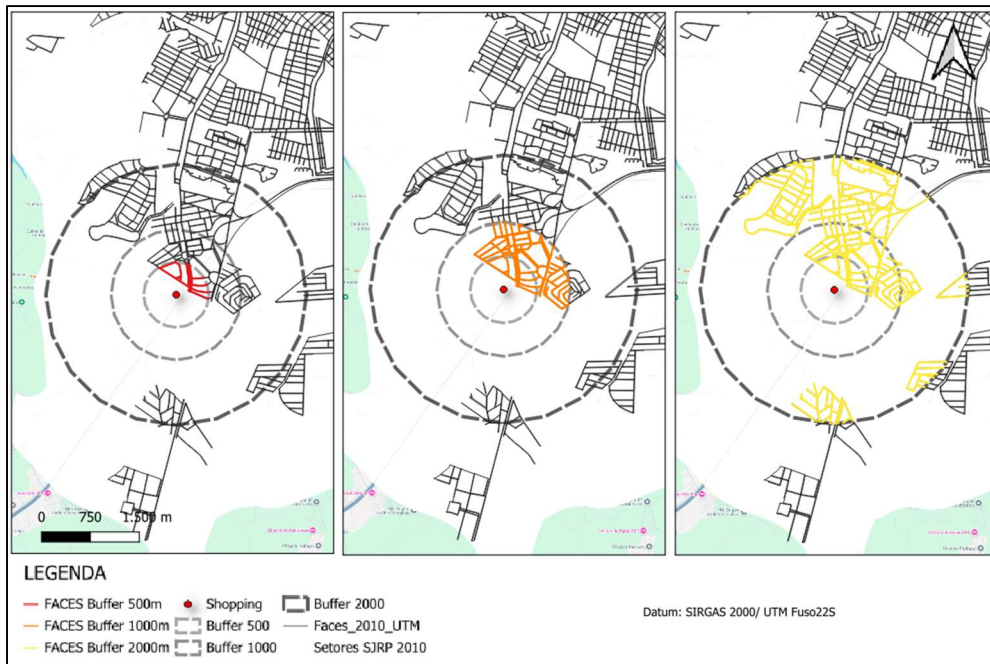 0 750 1.500 m
LEGENDA
FACES Buffer 500m Shopping Buffer 2000
FACES Buffer 1000m Buffer 500 Faces_2010_UTM
FACES Buffer 2000m Buffer 1000 Setores SJRP 2010
Datum: SIRGAS 2000/ UTM Fuso22S